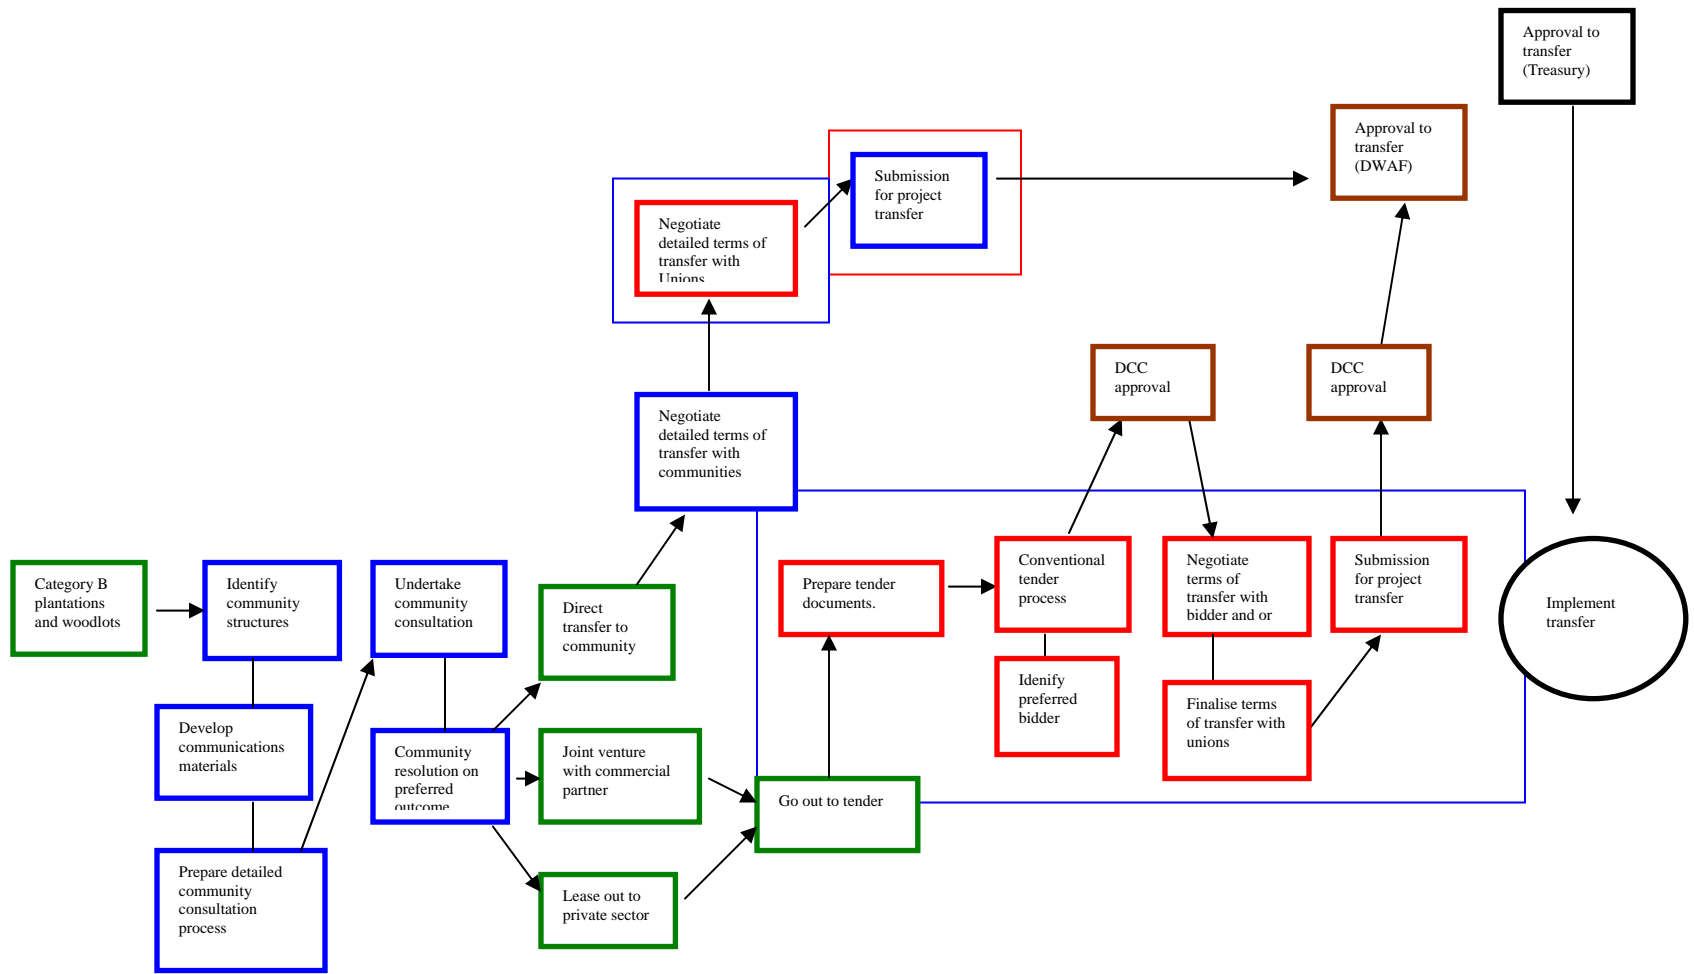 Approval to
transfer
(Treasury)
Approval to
transfer
(DWAF)
Submission
for project
transfer
Negotiate
detailed terms of
transfer with
Unions
DCC
approval
DCC
approval
Negotiate
detailed terms of
transfer with
communities
Category B
plantations
and woodlots
Identify
community
structures
Undertake
community
consultation
Direct
transfer to
community
Prepare tender
documents.
Conventional
tender
process
Negotiate
terms of
transfer with
bidder and or
Submission
for project
transfer
Implement
transfer
Idenify
preferred
bidder
Finalise terms
of transfer with
unions
Develop
communications
materials
Community
resolution on
preferred
outcome
Joint venture
with commercial
partner
Go out to tender
Prepare detailed
community
consultation
process
Lease out to
private sector